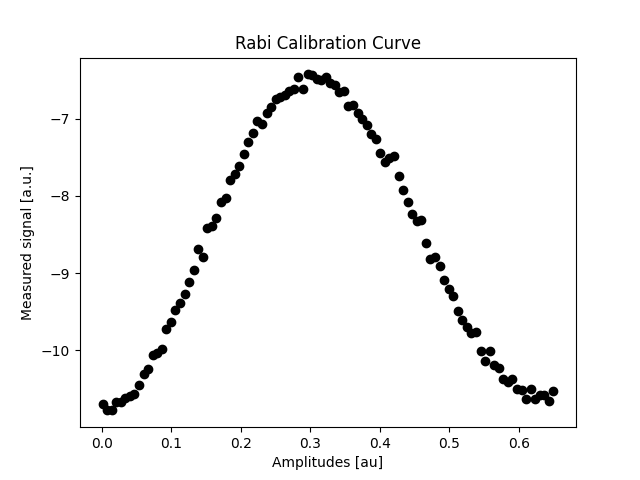 Rabi Calibration Curve
Measured signal [a.u.]
−7
−8
−9
−10
0.0 0.1 0.2 0.3 0.4 0.5 0.6
Amplitudes [au]